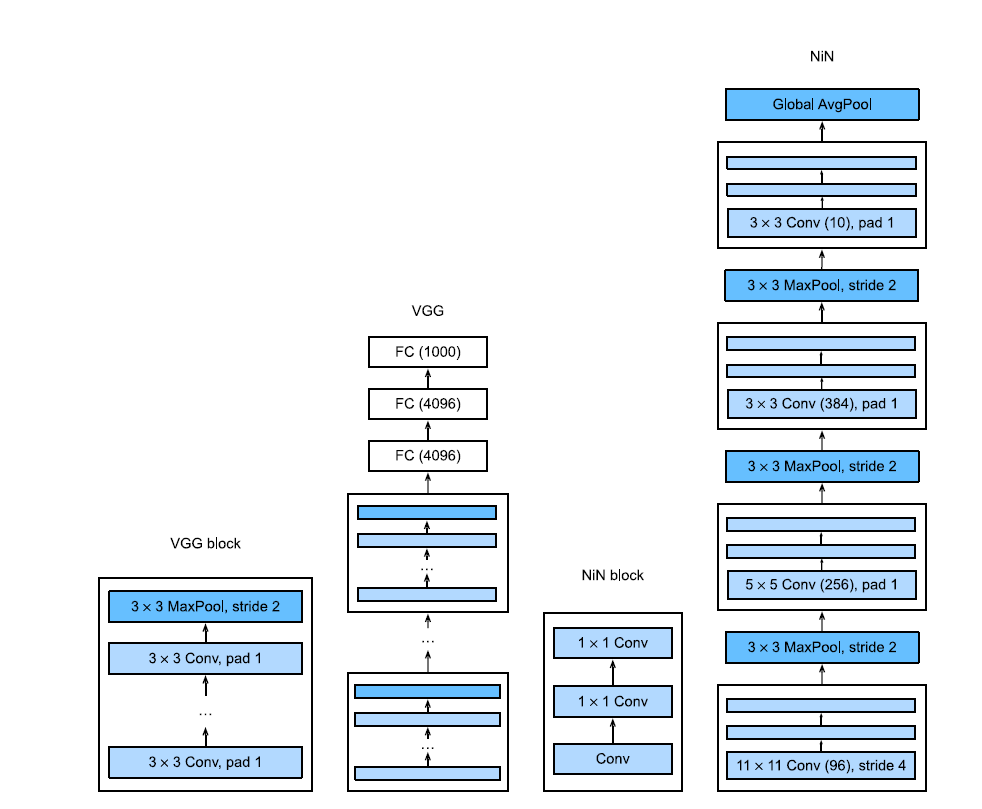 VGG block
3 × 3 MaxPool, stride 2
3 × 3 Conv, pad 1
...
3 × 3 Conv, pad 1
VGG
FC (1000)
FC (4096)
FC (4096)
...
...
...
NiN block
1 × 1 Conv
1 × 1 Conv
Conv
NiN
Global AvgPool
3 × 3 Conv (10), pad 1
3 × 3 MaxPool, stride 2
3 × 3 Conv (384), pad 1
3 × 3 MaxPool, stride 2
5 × 5 Conv (256), pad 1
3 × 3 MaxPool, stride 2
11 × 11 Conv (96), stride 4